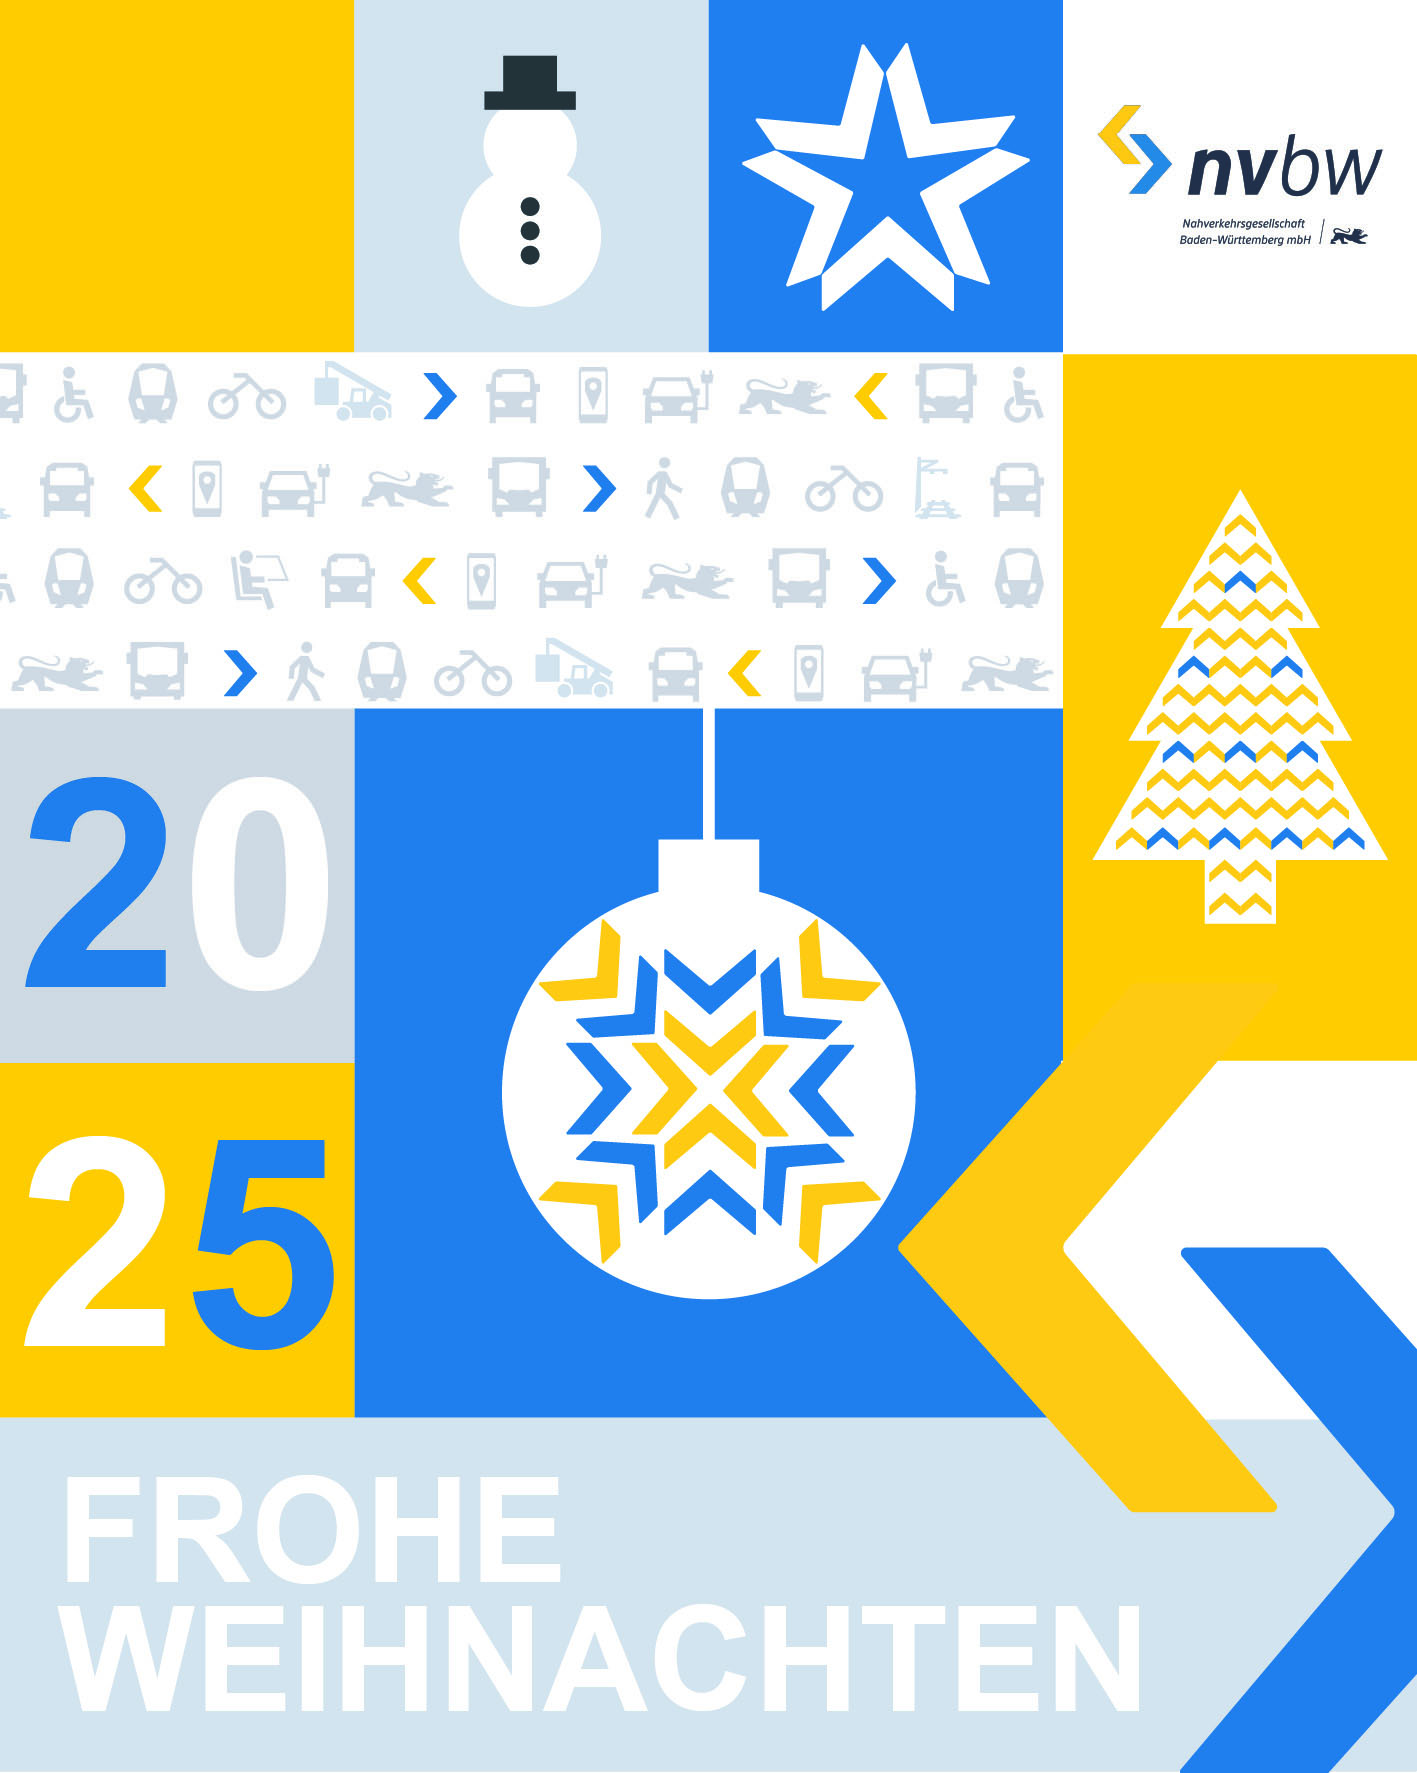 nvbw
Nahverkehrsgesellschaft
Baden-Württemberg mbH
20
25
FROHE
WEIHNACHTEN